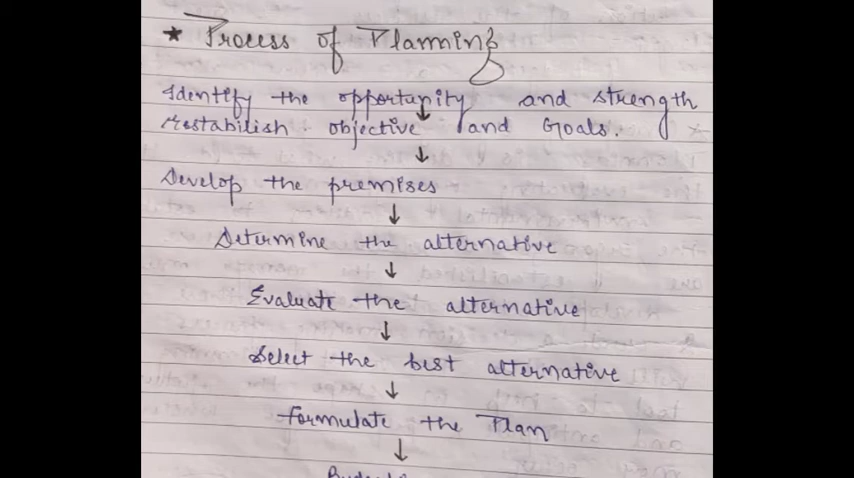 * Process of Planning
Identify the opportunity and strength
↓
Restabilish objective and Goals.
↓
Develop the premises
↓
Determine the alternative
↓
Evaluate the alternative
↓
Select the best alternative
↓
formulate the Plan
↓